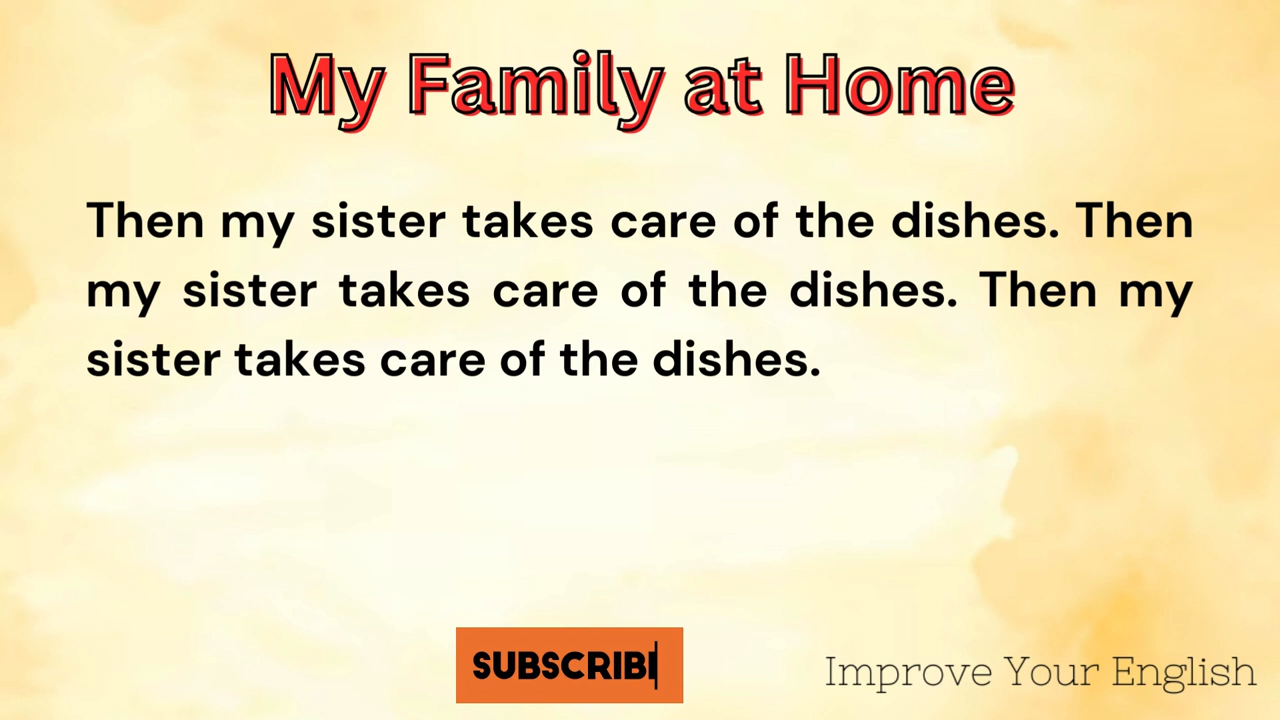 My Family at Home
Then my sister takes care of the dishes. Then
my sister takes care of the dishes. Then my
sister takes care of the dishes.
SUBSCRIB
Improve Your English